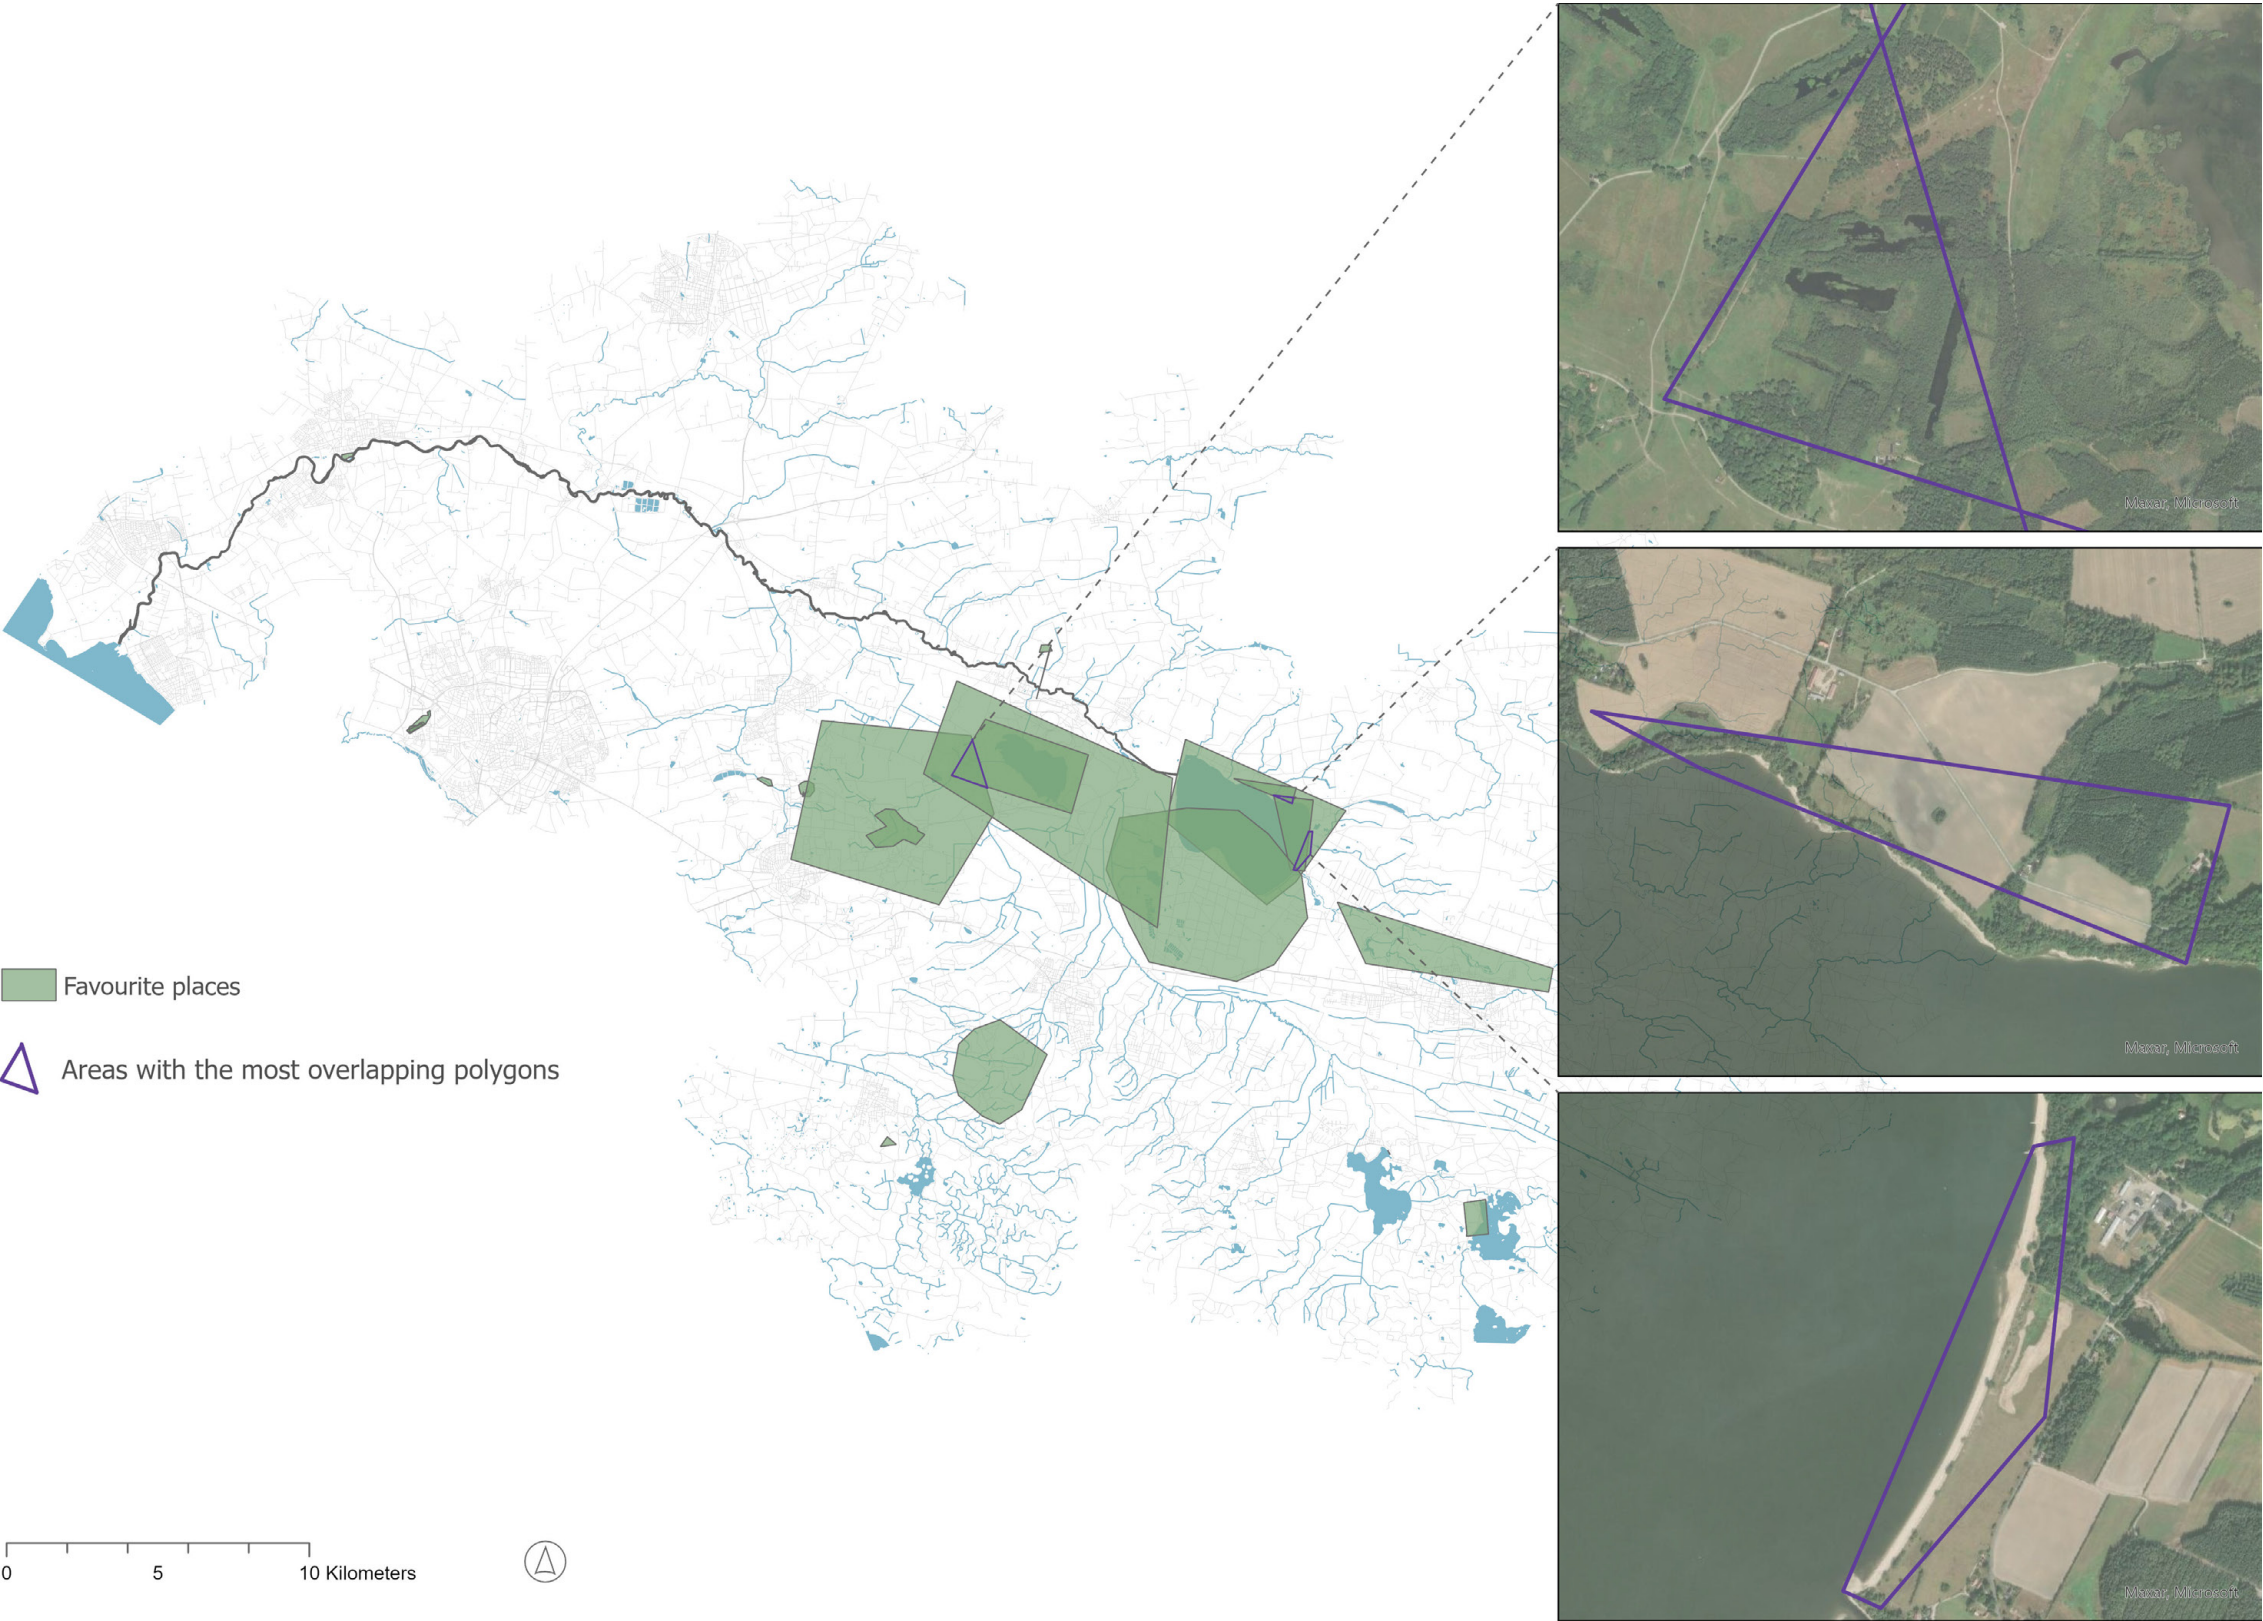 Maxar, Microsoft
Maxar, Microsoft
Maxar, Microsoft
Favourite places
Areas with the most overlapping polygons
0 5 10 Kilometers